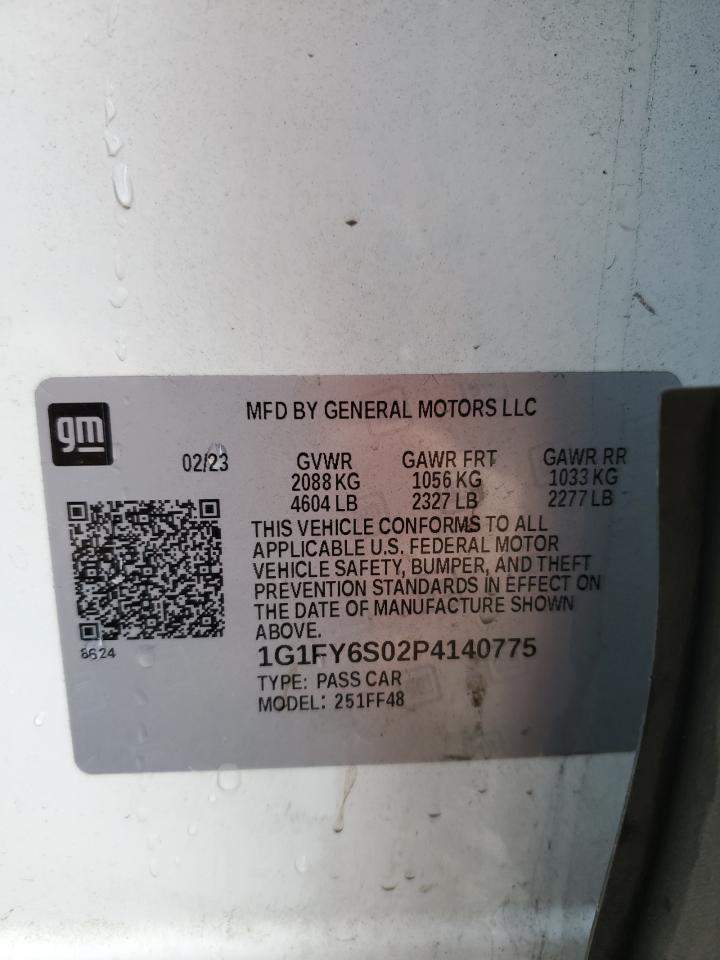 gm
MFD BY GENERAL MOTORS LLC
02/23 GVWR GAWR FRT GAWR RR
2088 KG 1056 KG 1033 KG
4604 LB 2327 LB 2277 LB
THIS VEHICLE CONFORMS TO ALL
APPLICABLE U.S. FEDERAL MOTOR
VEHICLE SAFETY, BUMPER, AND THEFT
PREVENTION STANDARDS IN EFFECT ON
THE DATE OF MANUFACTURE SHOWN
ABOVE.
8624
1G1FY6S02P4140775
TYPE: PASS CAR
MODEL: 251FF48